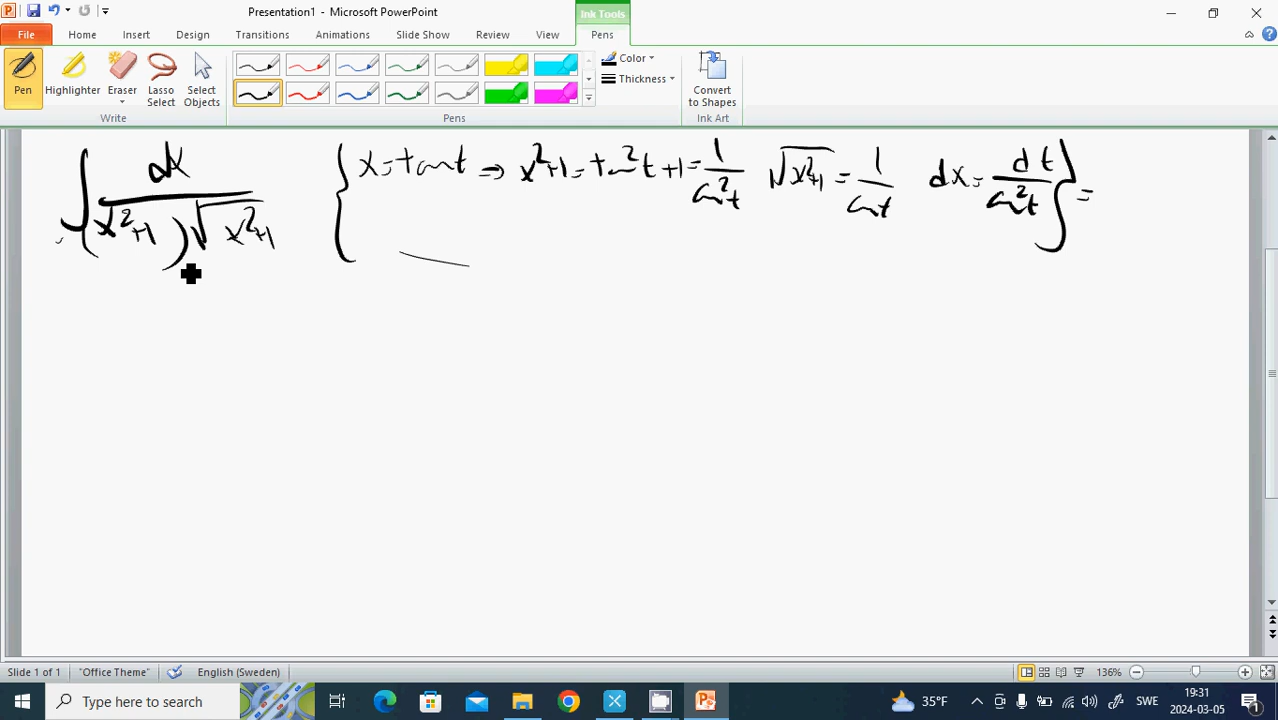 Presentation1 - Microsoft PowerPoint
Ink Tools
File Home Insert Design Transitions Animations Slide Show Review View Pens
Pen Highlighter Eraser Lasso Select Select Objects
Color
Thickness
Convert to Shapes
Write Pens Ink Art
∫ dx / (x²+1)√x²+1 { x = tan t ⇒ x²+1 = tan²t +1 = 1/cos²t √x²+1 = 1/cos t dx = dt/cos²t } =
Slide 1 of 1 "Office Theme" English (Sweden) 136%
Type here to search 35°F SWE 19:31
2024-03-05 1